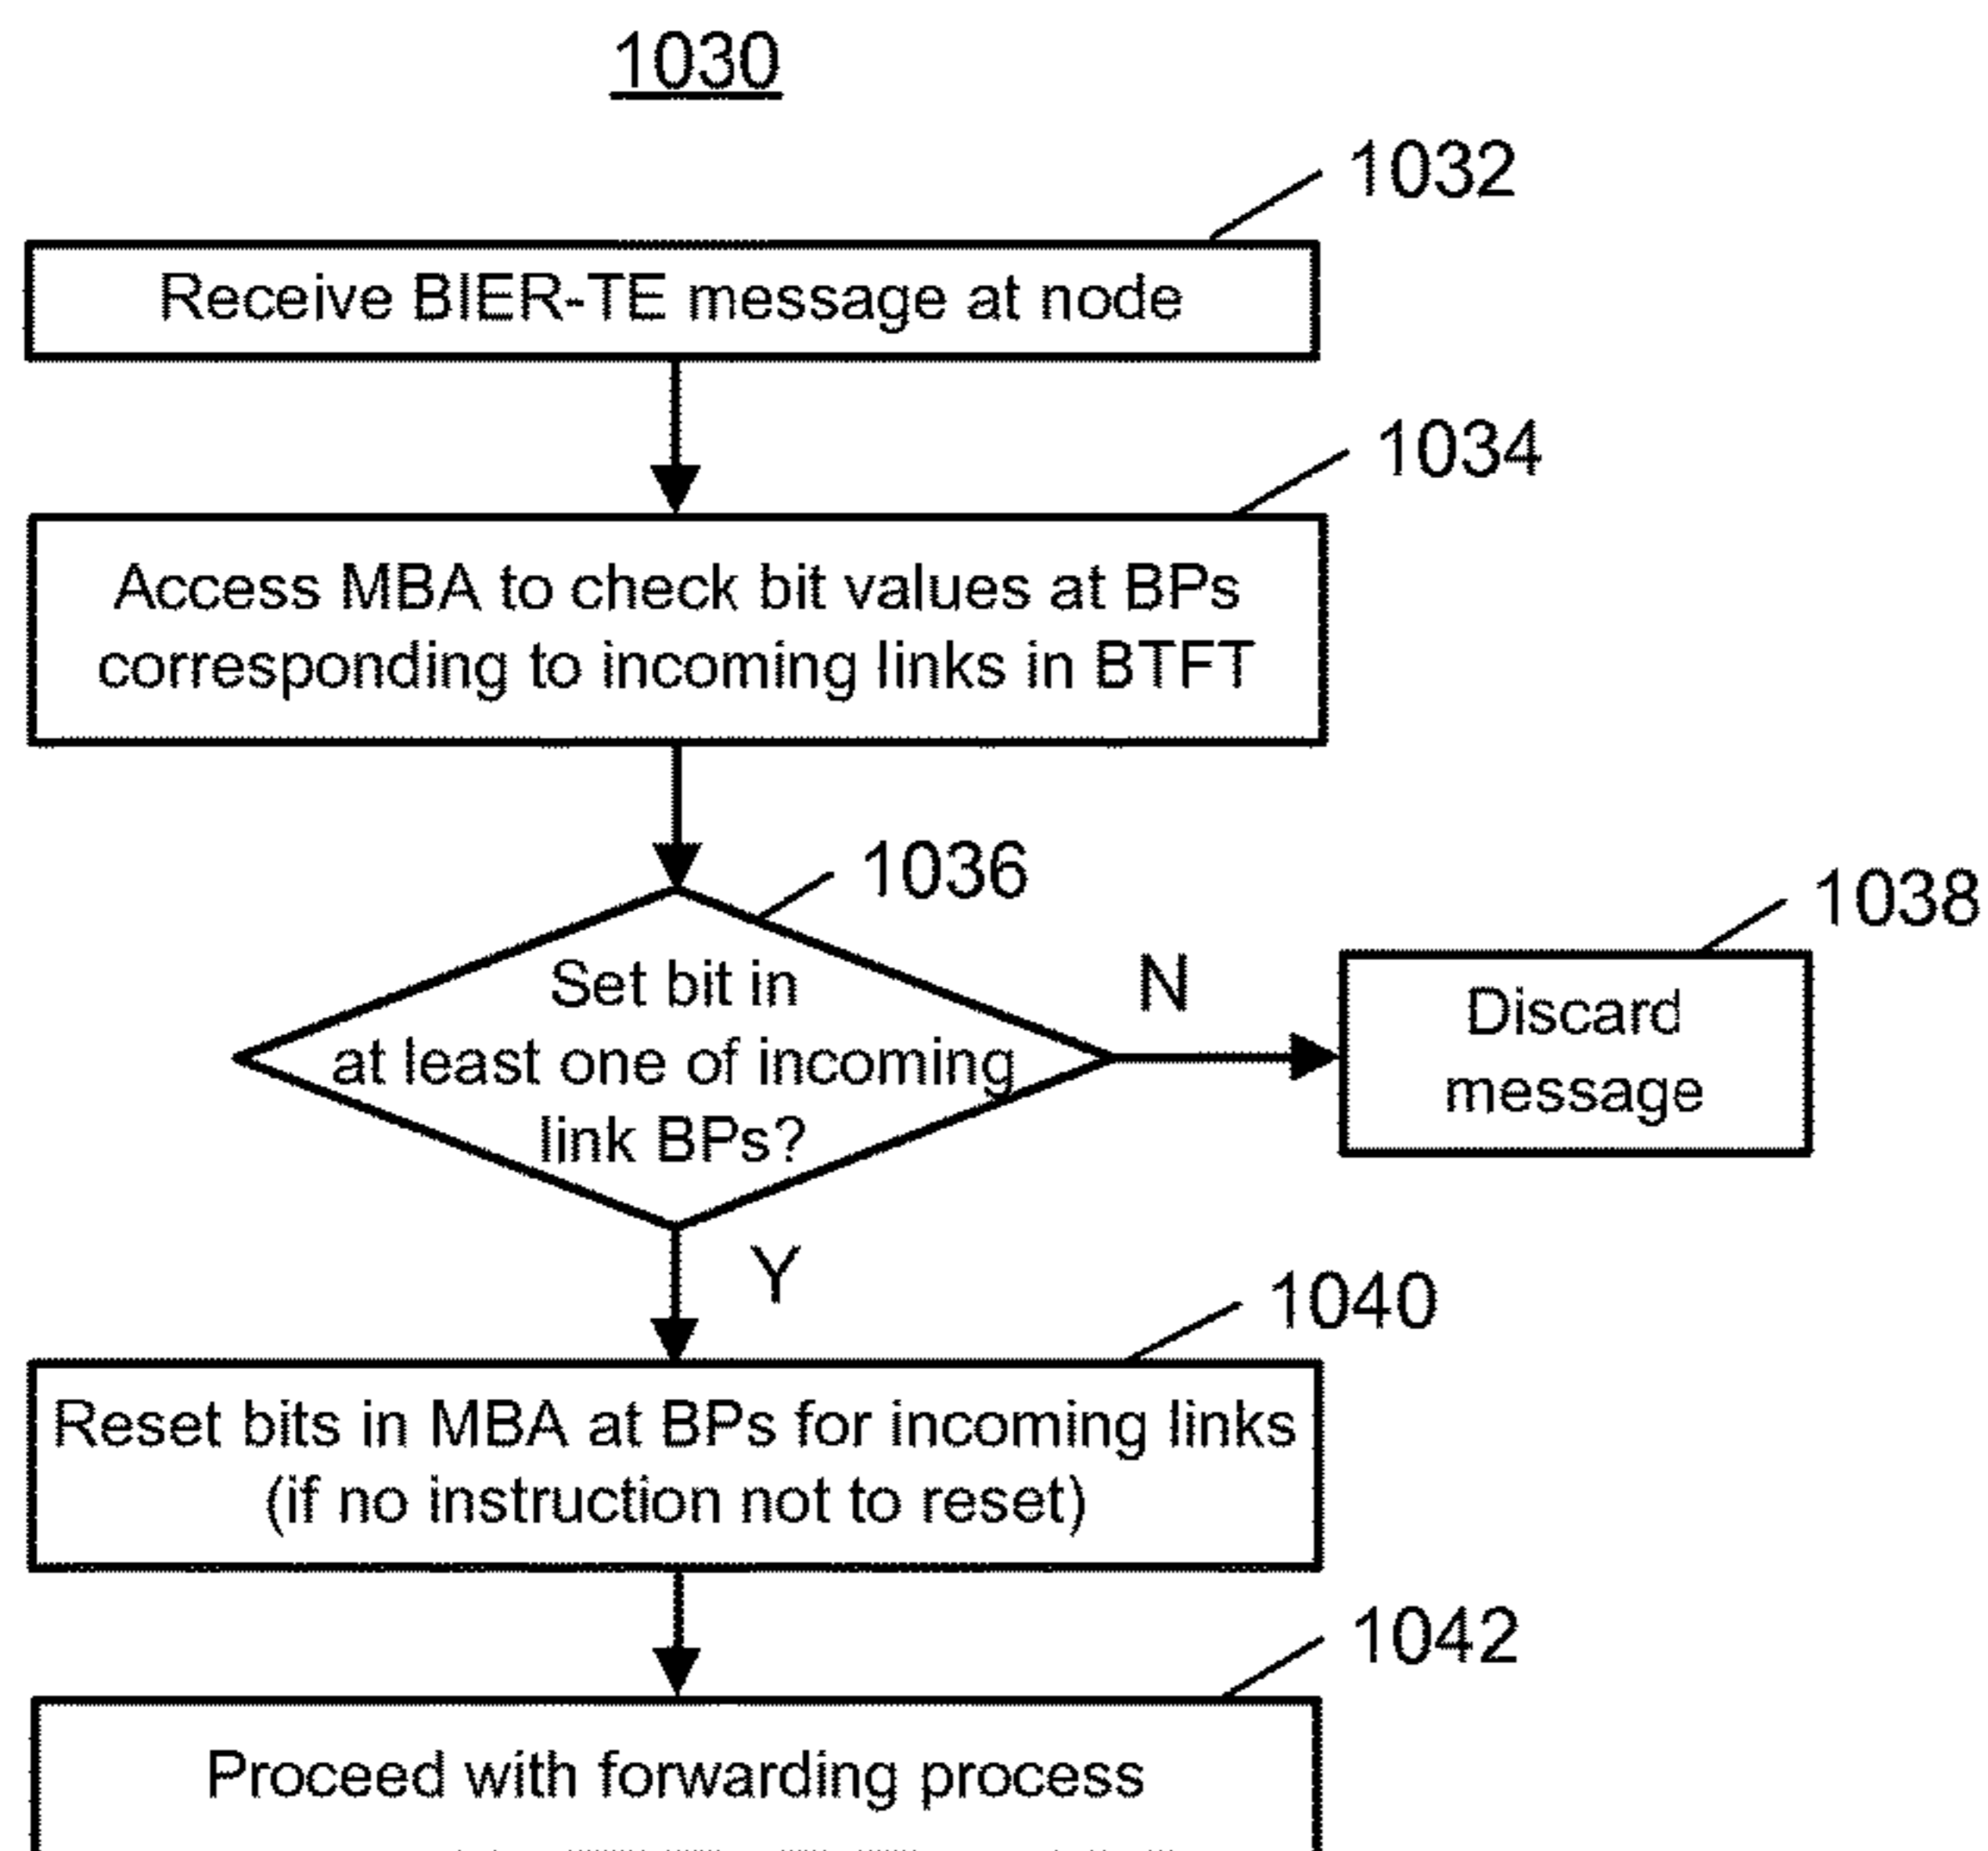 1030
1032
Receive BIER-TE message at node
1034
Access MBA to check bit values at BPs
corresponding to incoming links in BTFT
1036
1038
Set bit in
at least one of incoming
link BPs?
N
Discard
message
Y
1040
Reset bits in MBA at BPs for incoming links
(if no instruction not to reset)
1042
Proceed with forwarding process